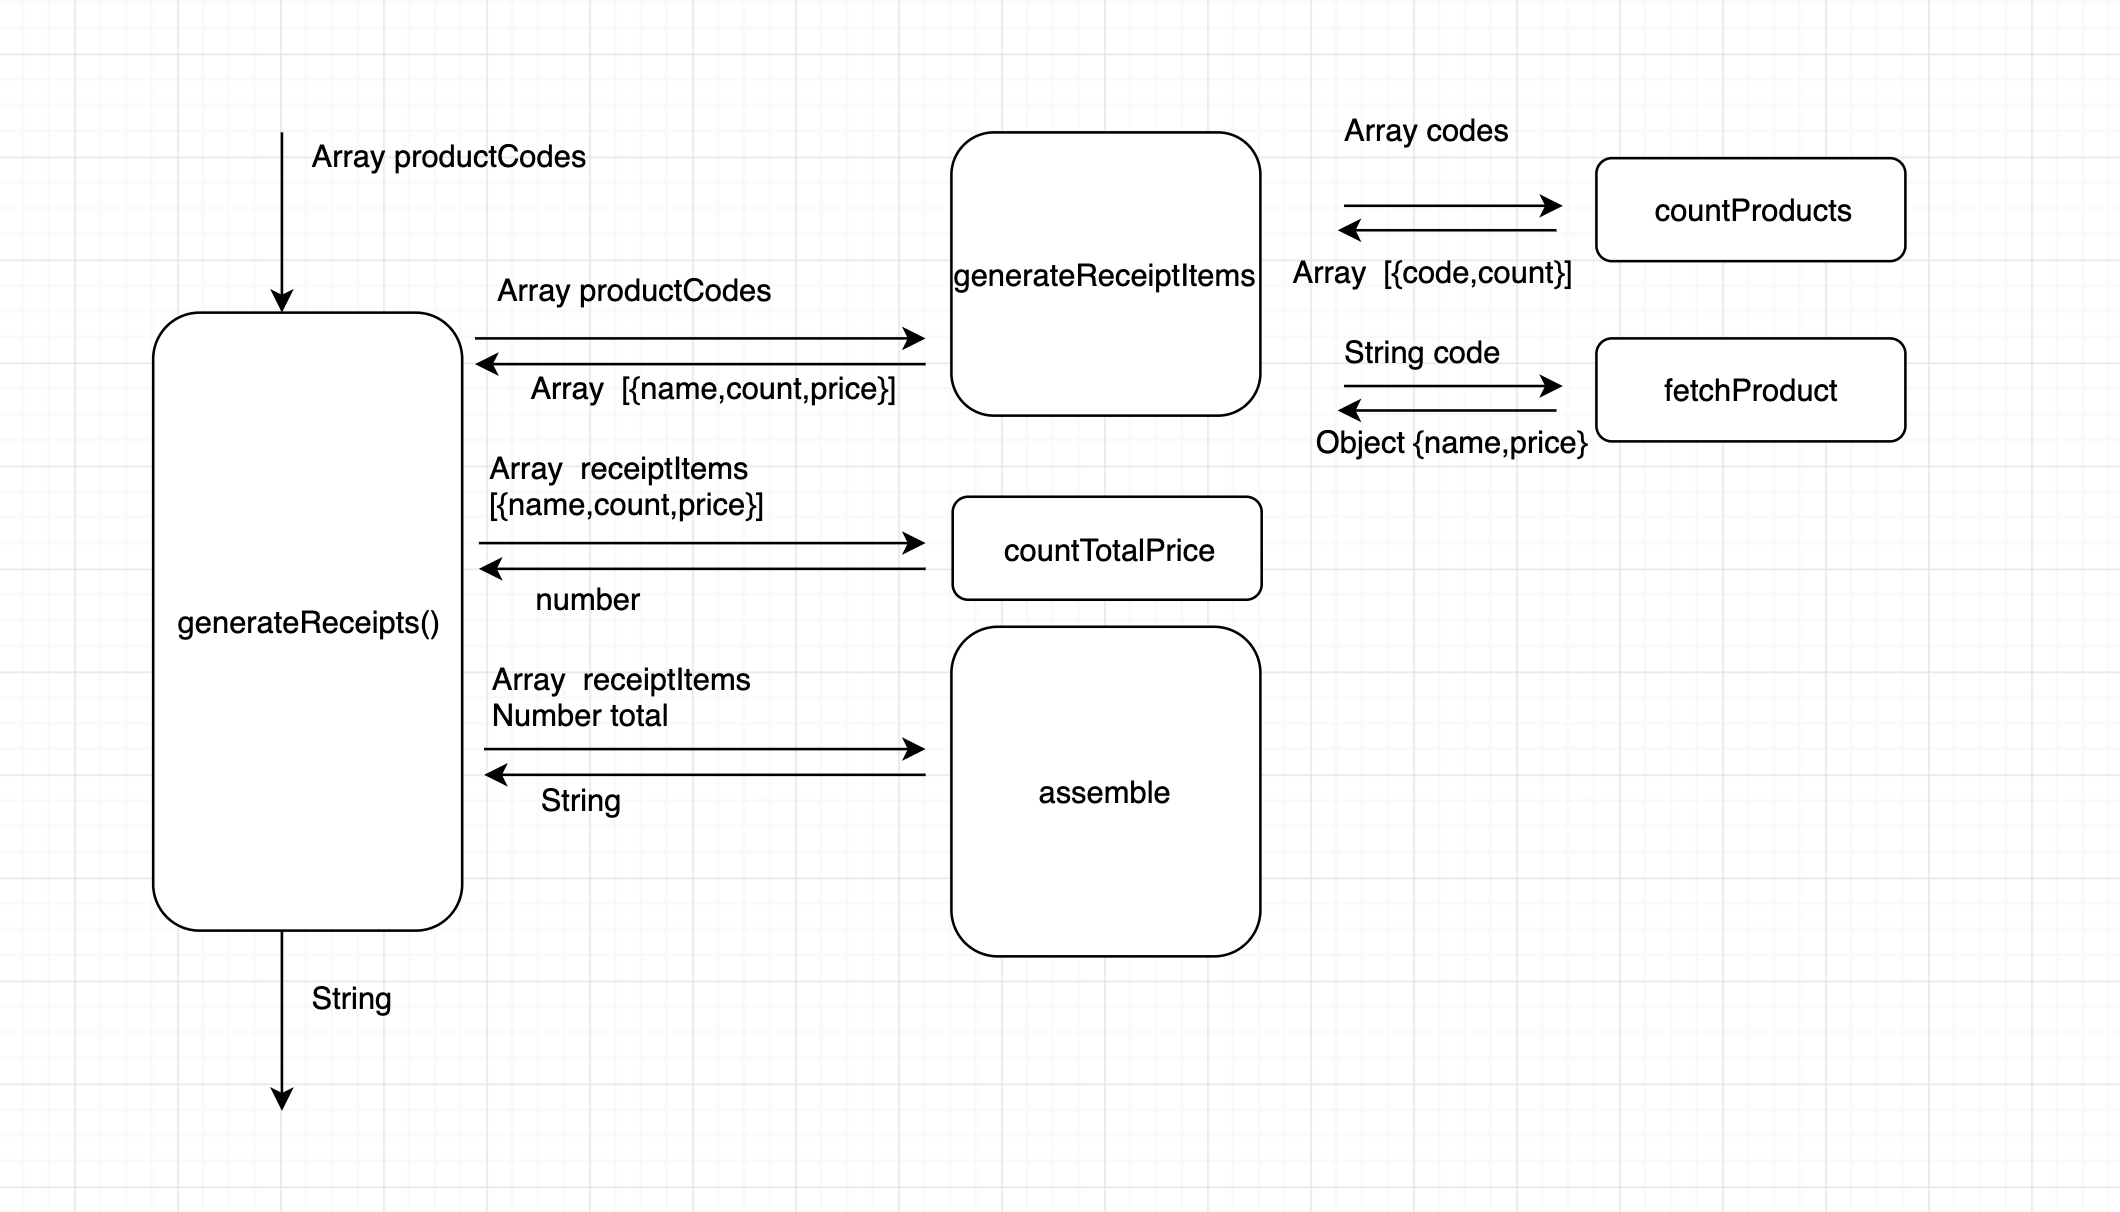 Array productCodes
generateReceipts()
String
Array productCodes
Array  [{name,count,price}]
generateReceiptItems
Array codes
Array  [{code,count}]
countProducts
String code
Object {name,price}
fetchProduct
Array  receiptItems
[{name,count,price}]
number
countTotalPrice
Array  receiptItems
Number total
String
assemble